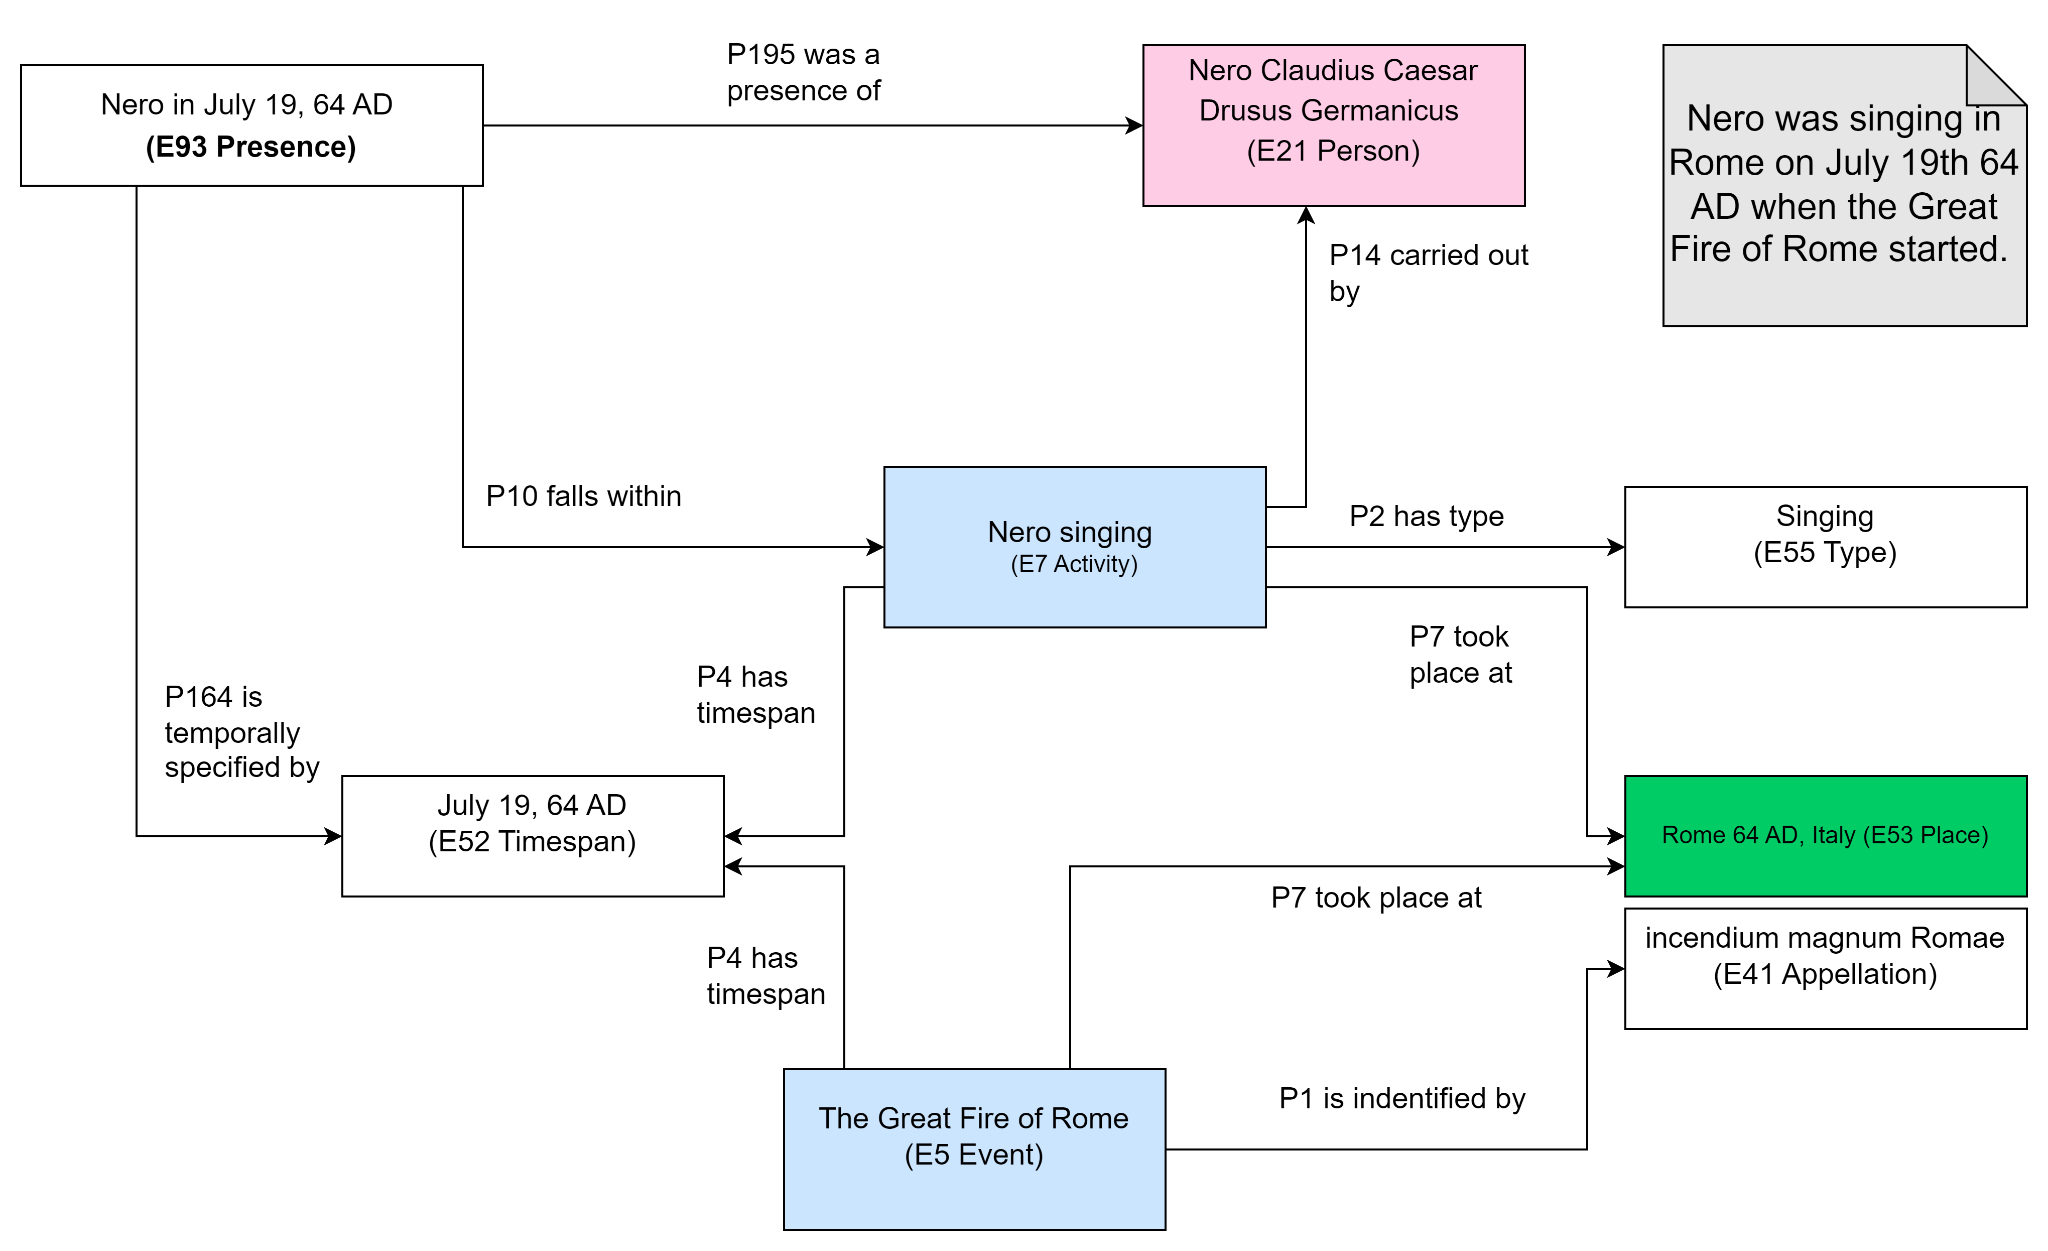 P195 was a
presence of
Nero in July 19, 64 AD
(E93 Presence)
Nero Claudius Caesar
Drusus Germanicus
(E21 Person)
Nero was singing in
Rome on July 19th 64
AD when the Great
Fire of Rome started.
P14 carried out
by
P10 falls within
Nero singing
(E7 Activity)
P2 has type
Singing
(E55 Type)
P7 took
place at
P4 has
timespan
P164 is
temporally
specified by
July 19, 64 AD
(E52 Timespan)
Rome 64 AD, Italy (E53 Place)
P7 took place at
incendium magnum Romae
(E41 Appellation)
P4 has
timespan
The Great Fire of Rome
(E5 Event)
P1 is indentified by